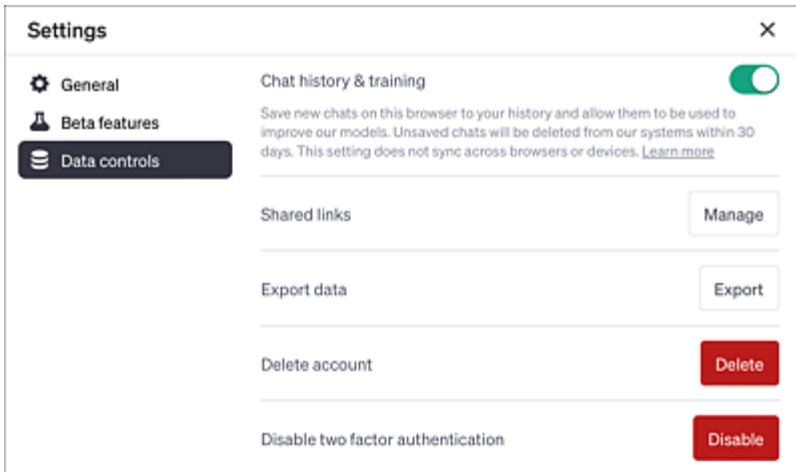 Settings
General
Beta features
Data controls
Chat history & training
Save new chats on this browser to your history and allow them to be used to
improve our models. Unsaved chats will be deleted from our systems within 30
days. This setting does not sync across browsers or devices. Learn more
Shared links
Manage
Export data
Export
Delete account
Delete
Disable two factor authentication
Disable